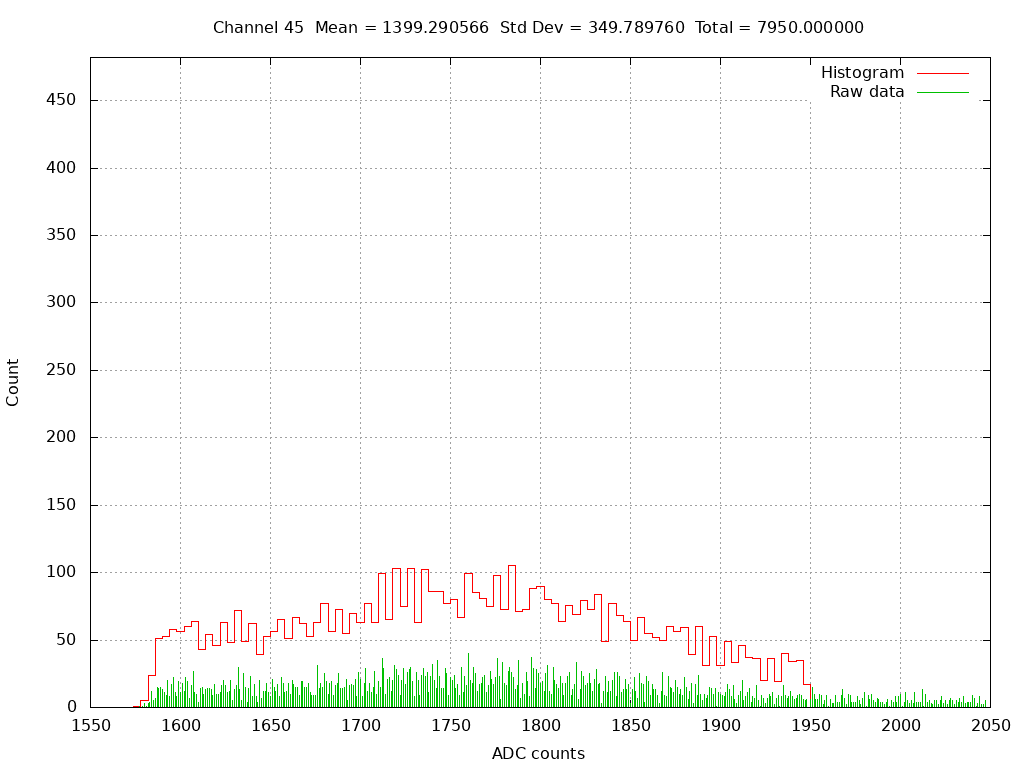 Channel 45  Mean = 1399.290566  Std Dev = 349.789760  Total = 7950.000000
Histogram
Raw data
450
400
350
300
250
200
150
100
50
0
Count
1550 1600 1650 1700 1750 1800 1850 1900 1950 2000 2050
ADC counts